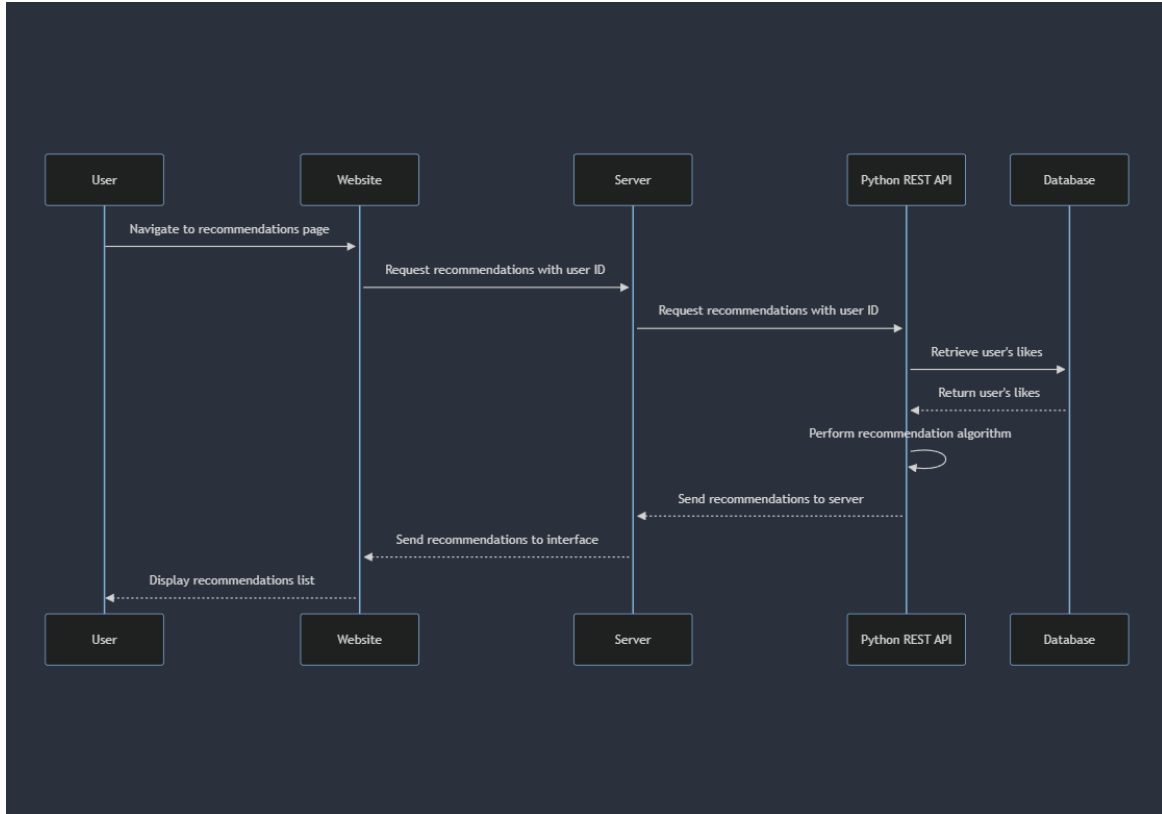 User
Website
Server
Python REST API
Database
Navigate to recommendations page
Request recommendations with user ID
Request recommendations with user ID
Retrieve user's likes
Return user's likes
Perform recommendation algorithm
Send recommendations to server
Send recommendations to interface
Display recommendations list
User
Website
Server
Python REST API
Database